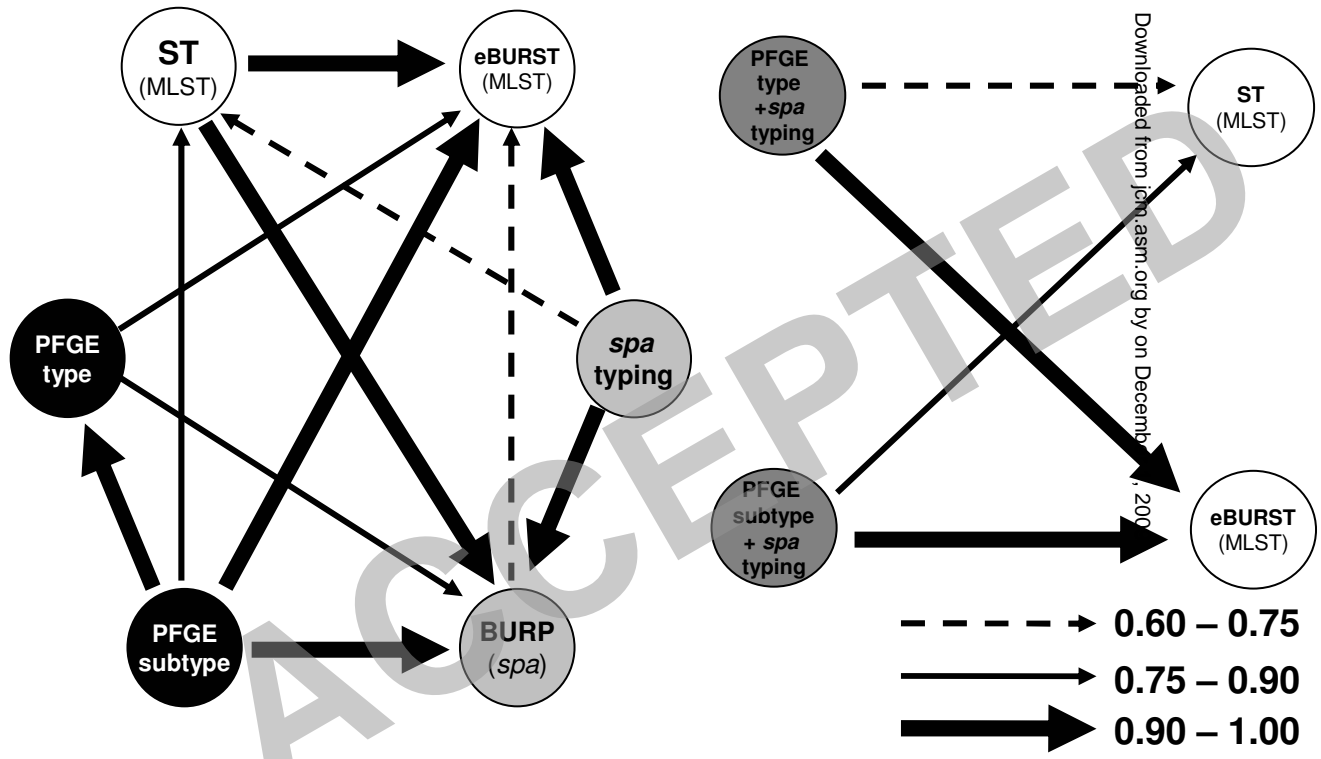 ST
(MLST)
eBURST
(MLST)
PFGE
type
spa
typing
PFGE
subtype
BURP
(spa)
PFGE
type
+spa
typing
ST
(MLST)
PFGE
subtype
+ spa
typing
eBURST
(MLST)
0.60 – 0.75
0.75 – 0.90
0.90 – 1.00
ACCEPTED
Downloaded from jcm.asm.org by on